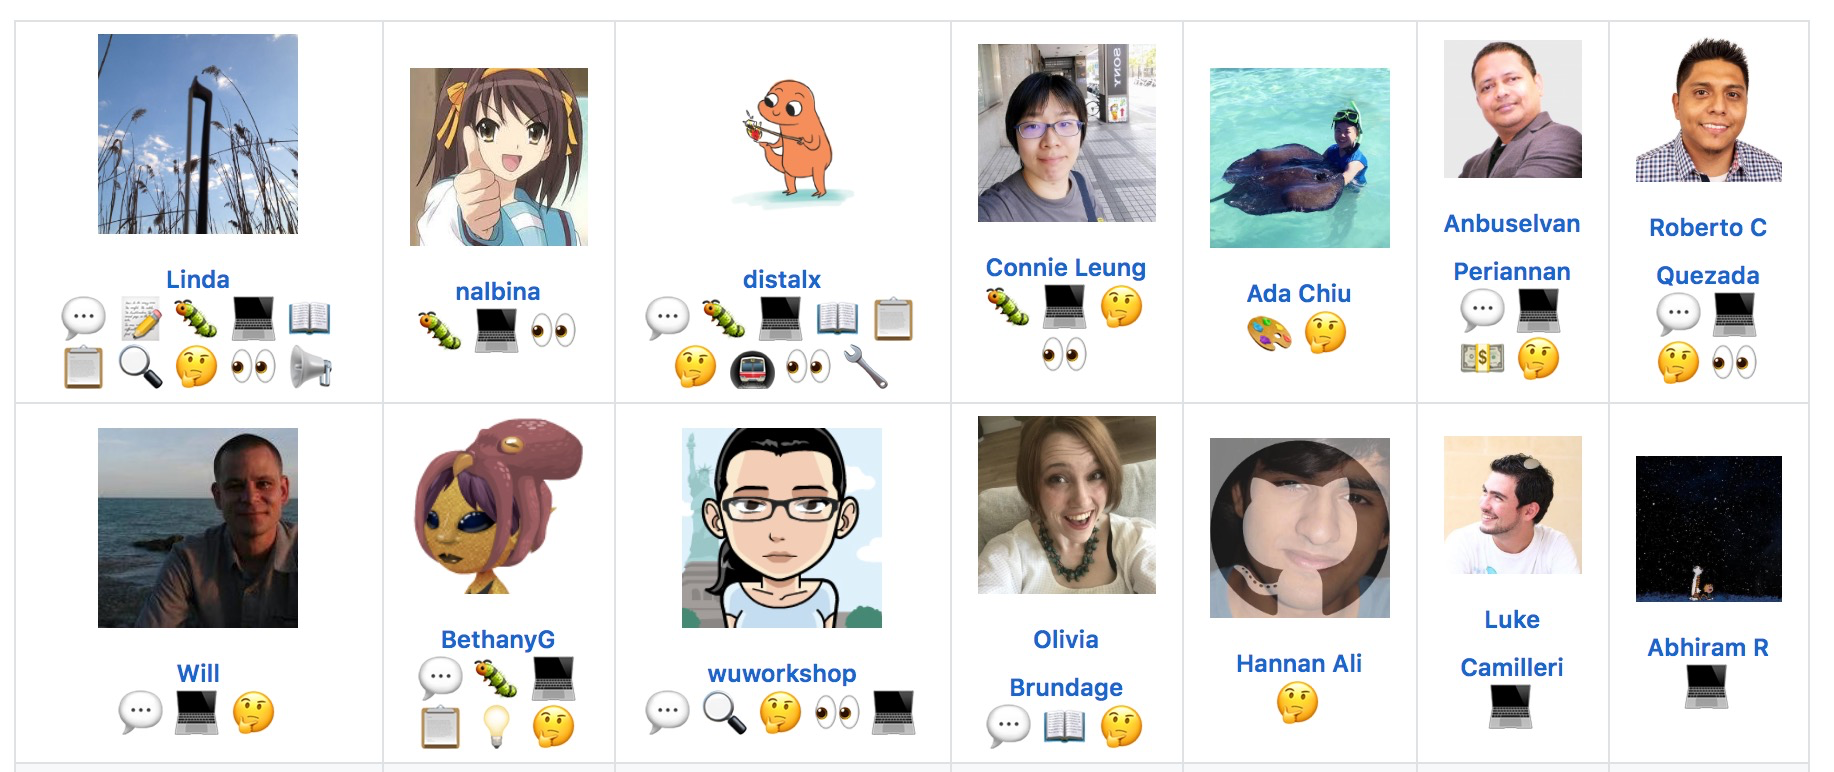 SONY
Linda
nalbina
distalx
Connie Leung
Ada Chiu
Anbuselvan
Periannan
Roberto C
Quezada
Will
BethanyG
wuworkshop
Olivia
Brundage
Hannan Ali
Luke
Camilleri
Abhiram R